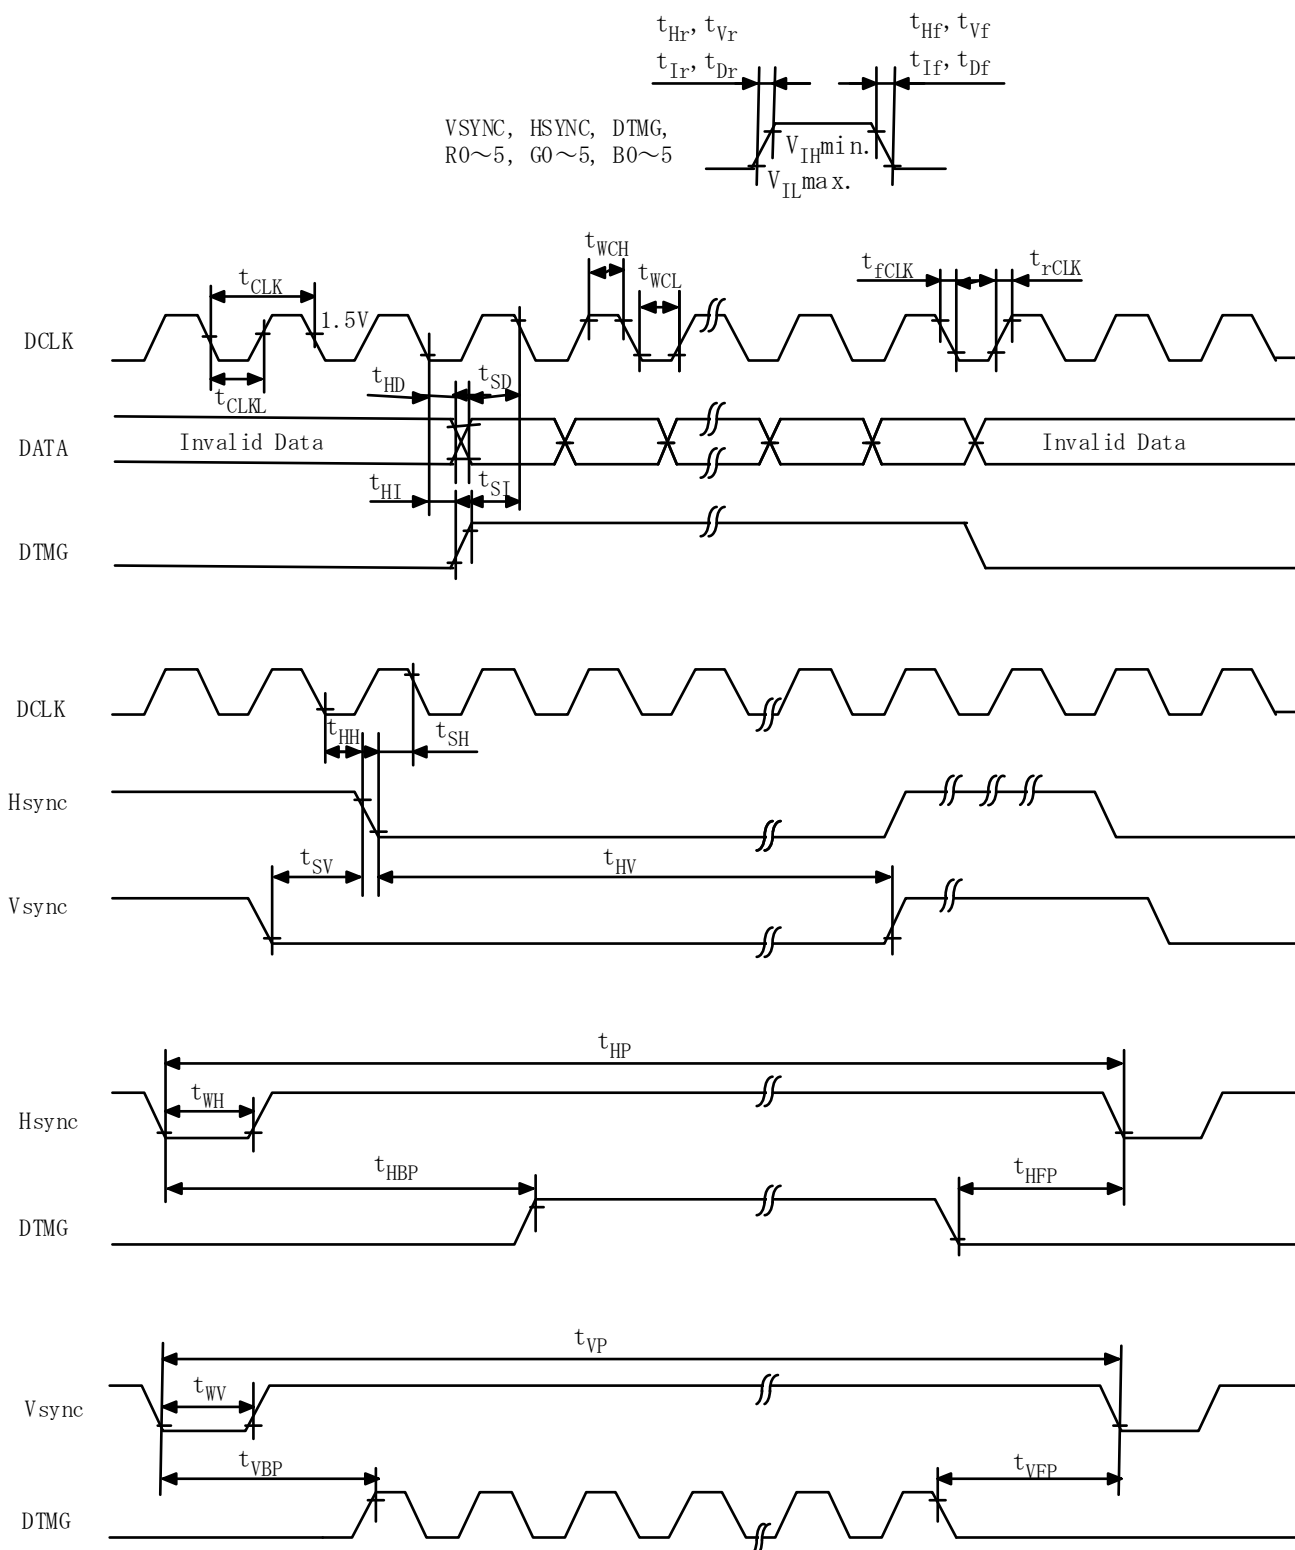 tHr, tVr
tIr, tDr
tHf, tVf
tIf, tDf
VSYNC, HSYNC, DTMG,
R0～5, G0～5, B0～5
VIHmin.
VILmax.
tCLK
tWCH
tWCL
tfCLK
trCLK
1.5V
DCLK
tCLKL
tHD
tSD
DATA
Invalid Data
Invalid Data
tHI
tSI
DTMG
DCLK
tHH
tSH
Hsync
tSV
tHV
Vsync
tHP
tWH
Hsync
tHBP
tHFP
DTMG
tVP
tWV
Vsync
tVBP
tVFP
DTMG